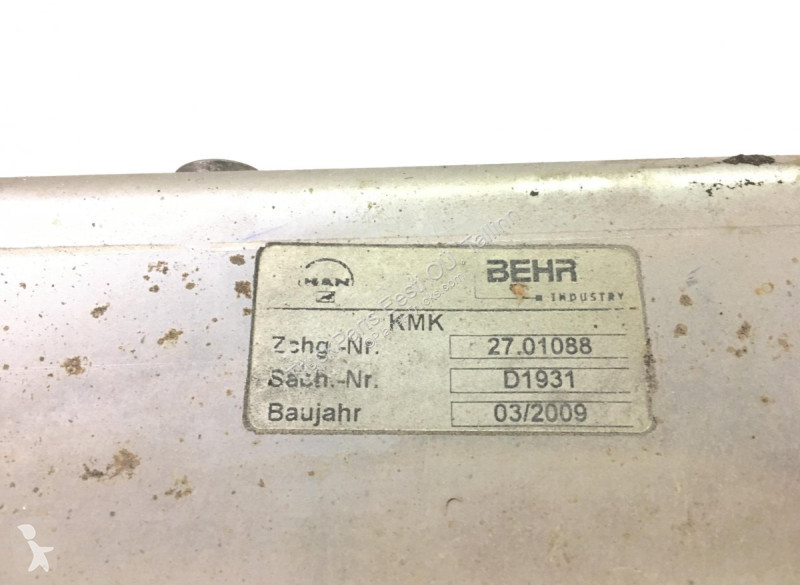 MAN
BEHR
INDUSTRY
KMK
Zchg.-Nr. 27.01088
Sach.-Nr. D1931
Baujahr 03/2009